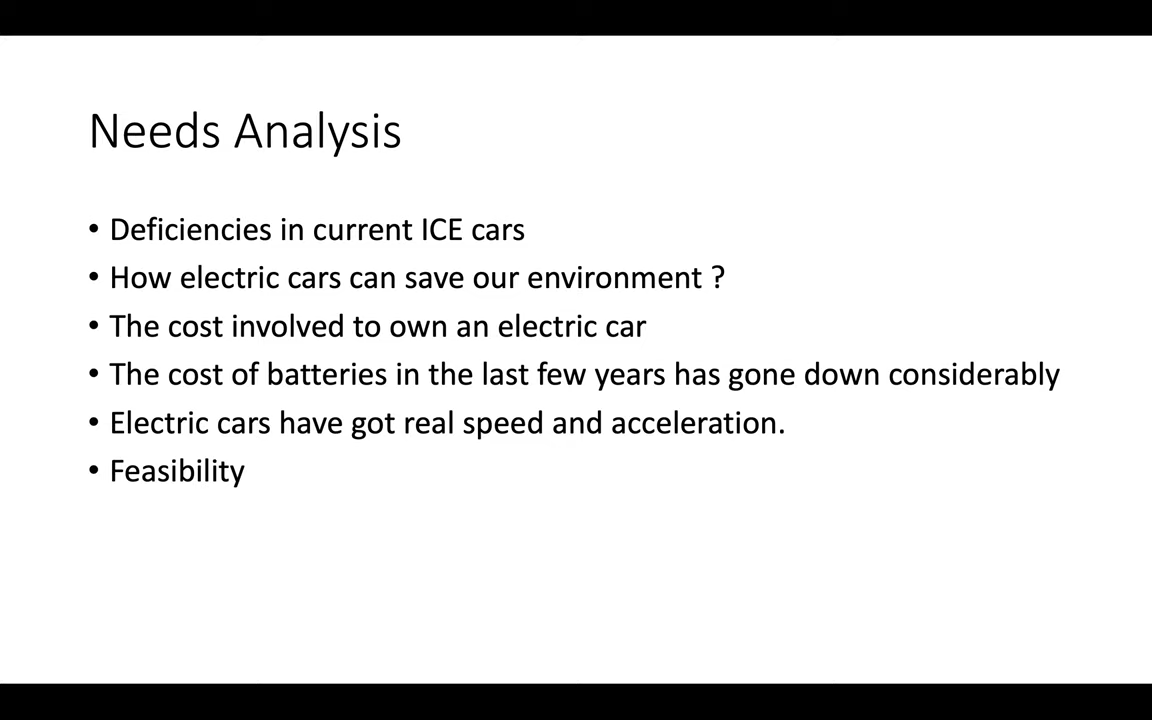 Needs Analysis
• Deficiencies in current ICE cars
• How electric cars can save our environment ?
• The cost involved to own an electric car
• The cost of batteries in the last few years has gone down considerably
• Electric cars have got real speed and acceleration.
• Feasibility